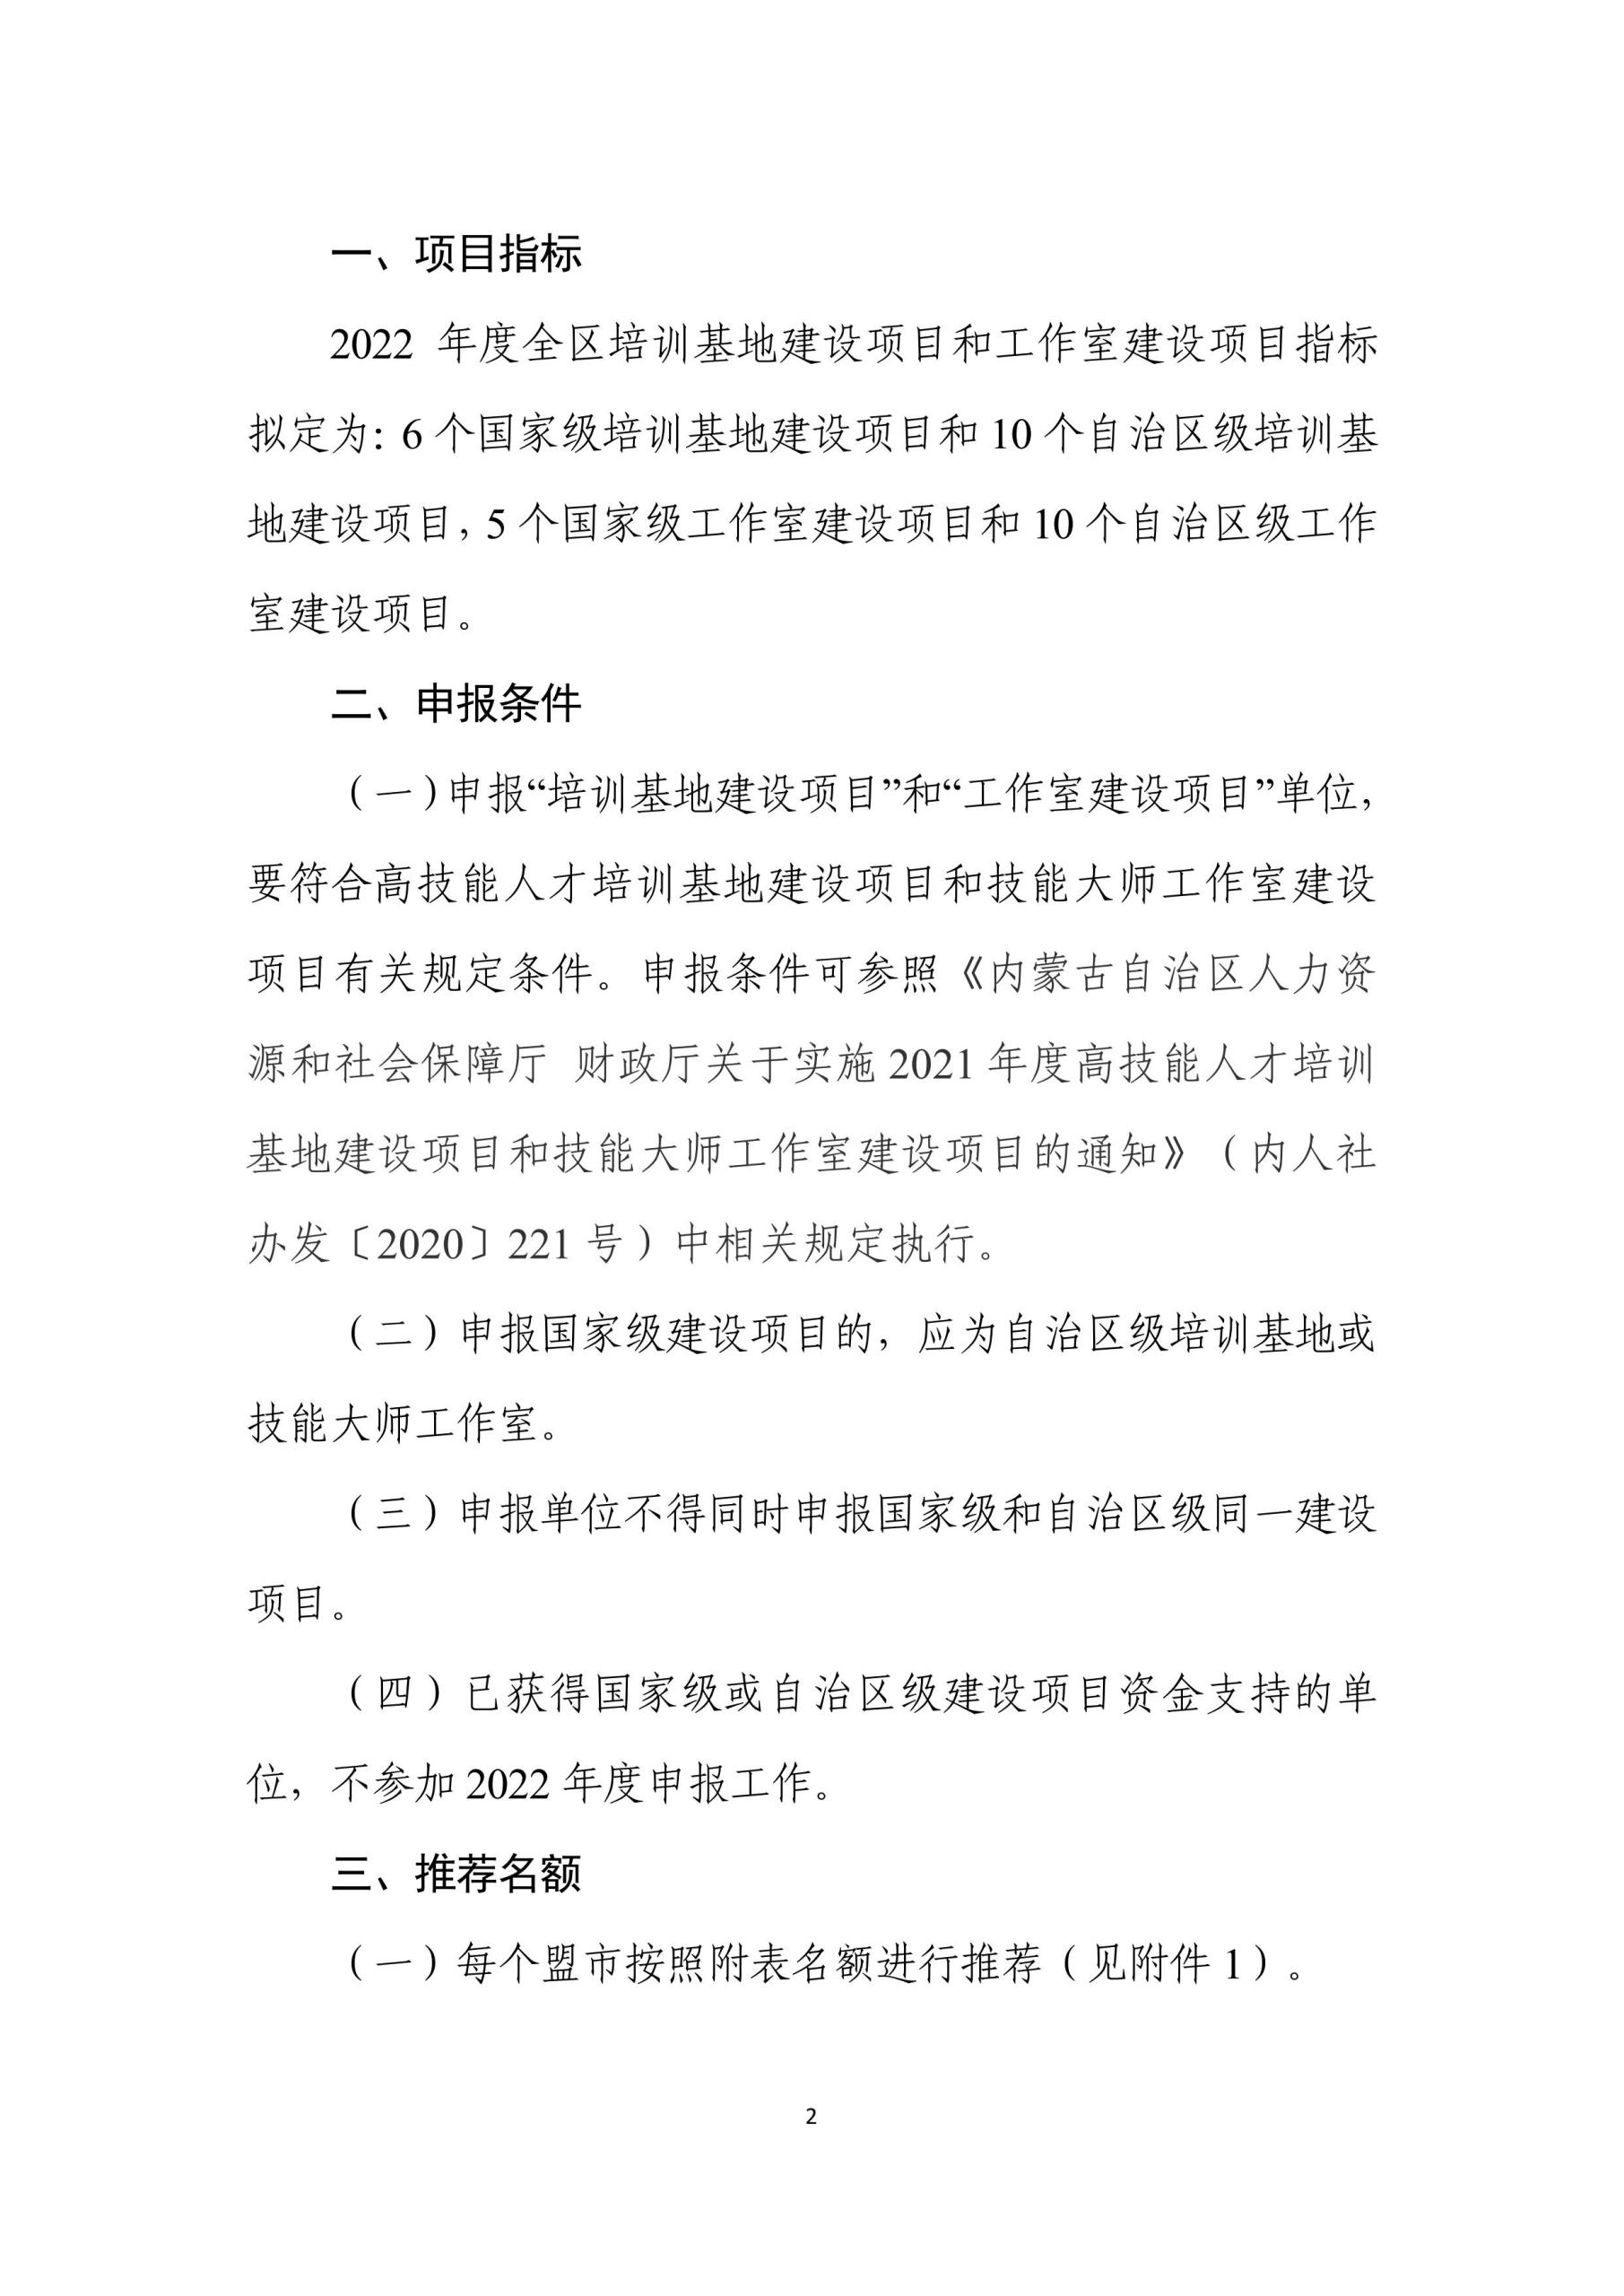 一、项目指标
2022 年度全区培训基地建设项目和工作室建设项目指标
拟定为：6 个国家级培训基地建设项目和 10 个自治区级培训基
地建设项目，5 个国家级工作室建设项目和 10 个自治区级工作
室建设项目。
二、申报条件
（一）申报“培训基地建设项目”和“工作室建设项目”单位，
要符合高技能人才培训基地建设项目和技能大师工作室建设
项目有关规定条件。申报条件可参照《内蒙古自治区人力资
源和社会保障厅 财政厅关于实施 2021 年度高技能人才培训
基地建设项目和技能大师工作室建设项目的通知》（内人社
办发〔2020〕221 号）中相关规定执行。
（二）申报国家级建设项目的，应为自治区级培训基地或
技能大师工作室。
（三）申报单位不得同时申报国家级和自治区级同一建设
项目。
（四）已获得国家级或自治区级建设项目资金支持的单
位，不参加 2022 年度申报工作。
三、推荐名额
（一）每个盟市按照附表名额进行推荐（见附件 1）。
2